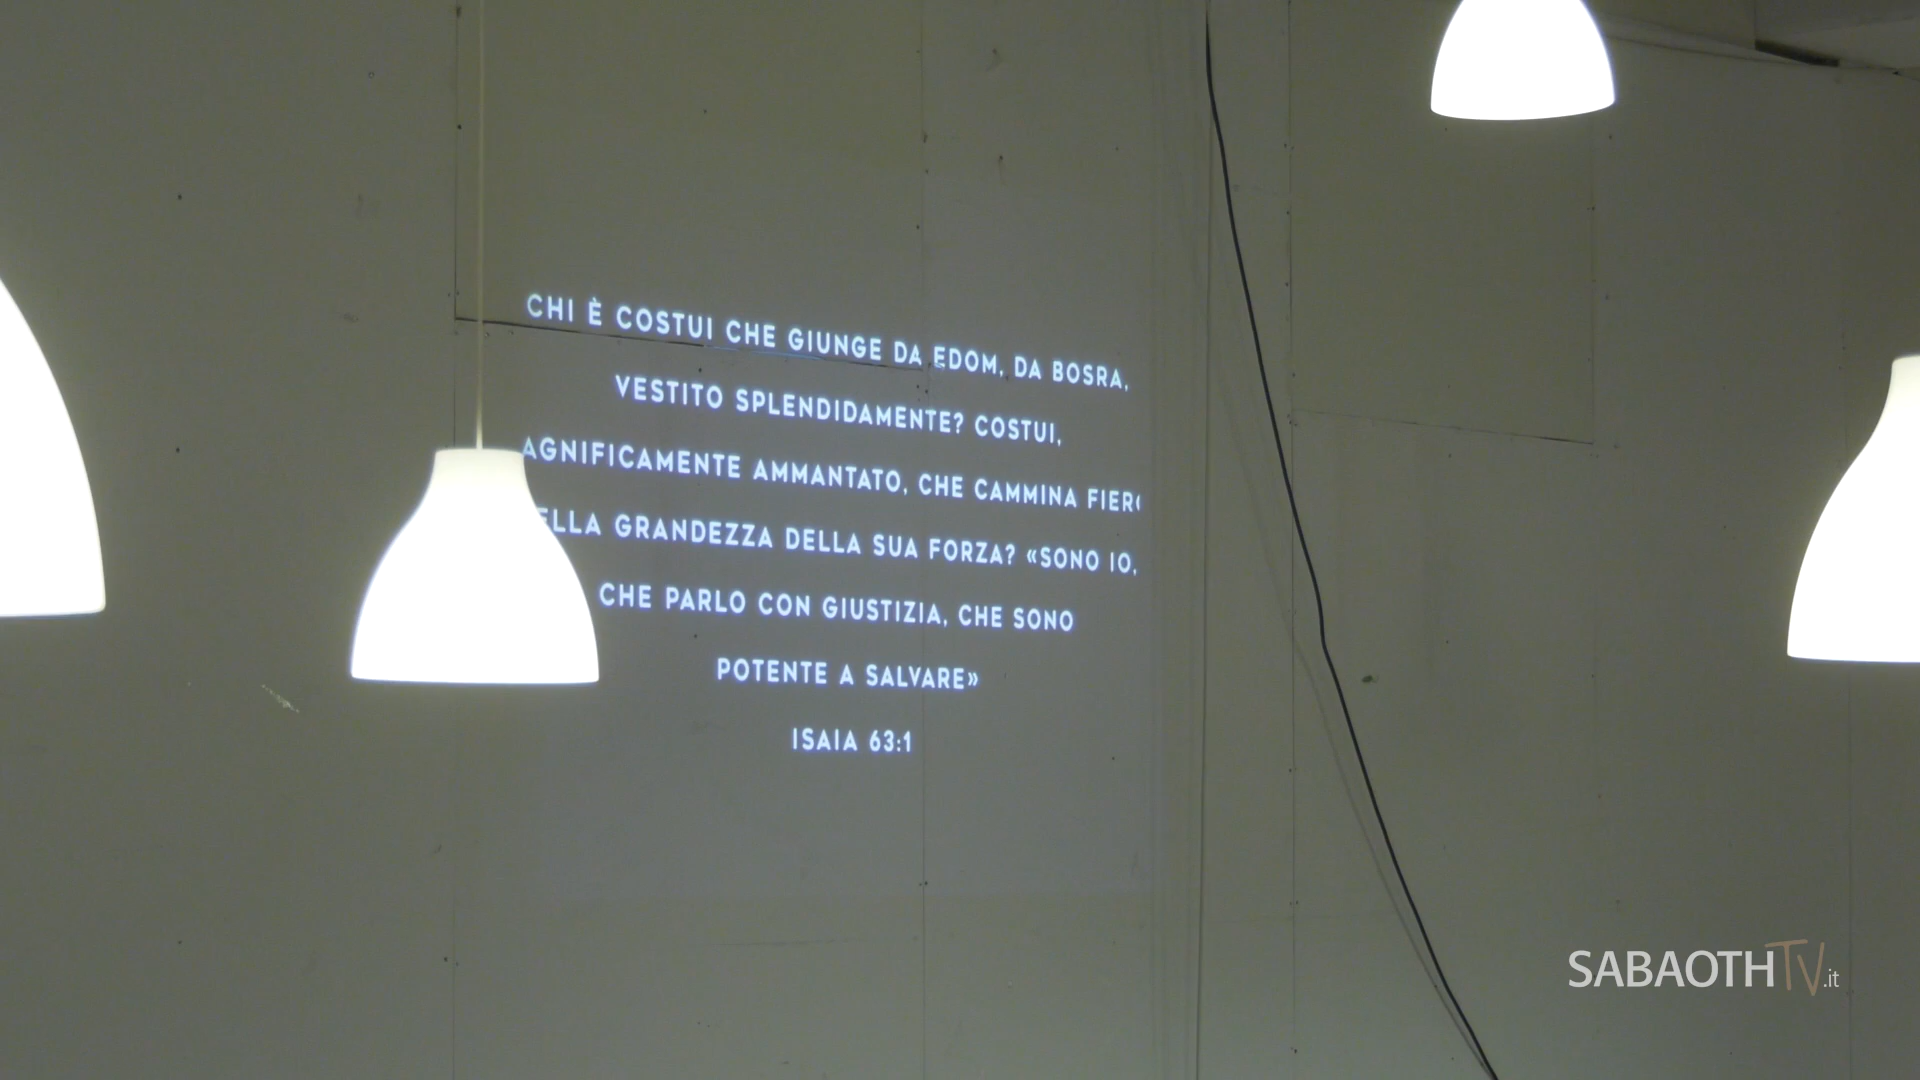 CHI È COSTUI CHE GIUNGE DA EDOM, DA BOSRA,
VESTITO SPLENDIDAMENTE? COSTUI,
AGNIFICAMENTE AMMANTATO, CHE CAMMINA FIER
ELLA GRANDEZZA DELLA SUA FORZA? «SONO IO,
CHE PARLO CON GIUSTIZIA, CHE SONO
POTENTE A SALVARE»
ISAIA 63:1
SABAOTHTV.it